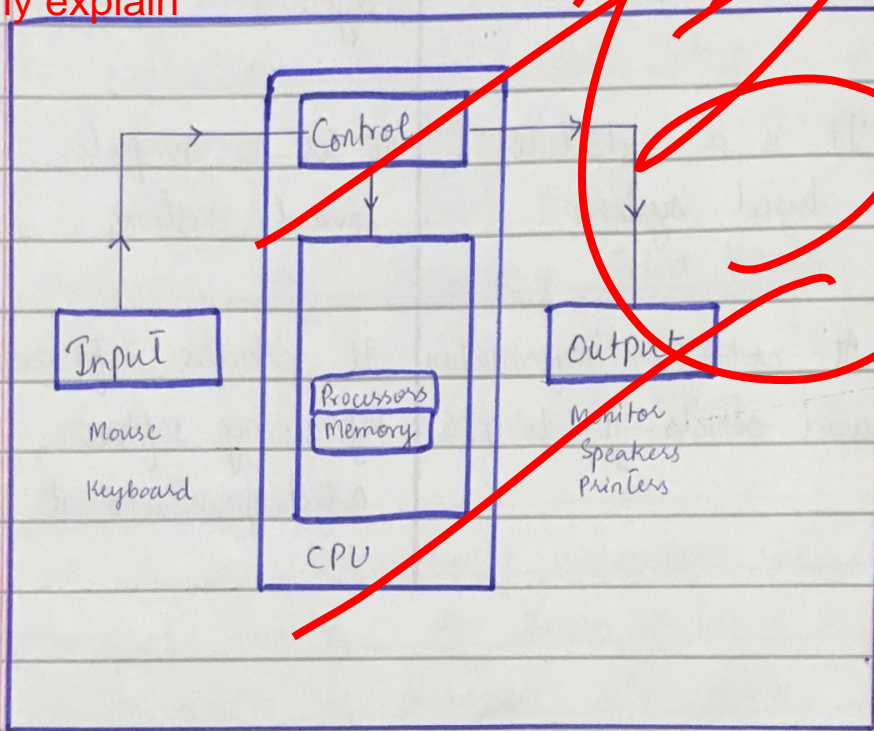 ly explain
Control
Input
Output
Processors
Memory
Mouse
Keyboard
Monitor
Speakers
Printers
CPU